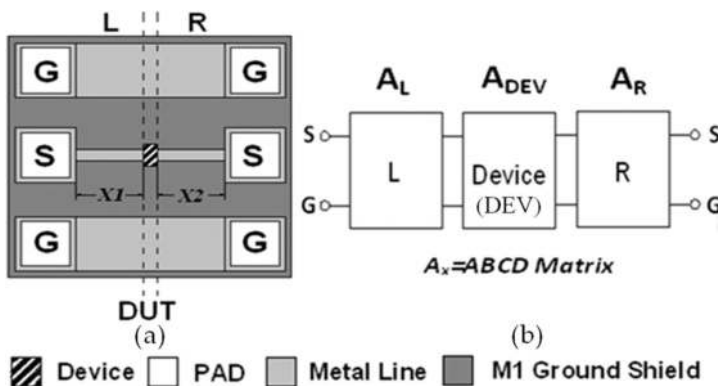 L R
G G
S S
X1 X2
G G
DUT
(a)
A_L A_DEV A_R
S S
L Device (DEV) R
G G
A_x=ABCD Matrix
(b)
Device PAD Metal Line M1 Ground Shield